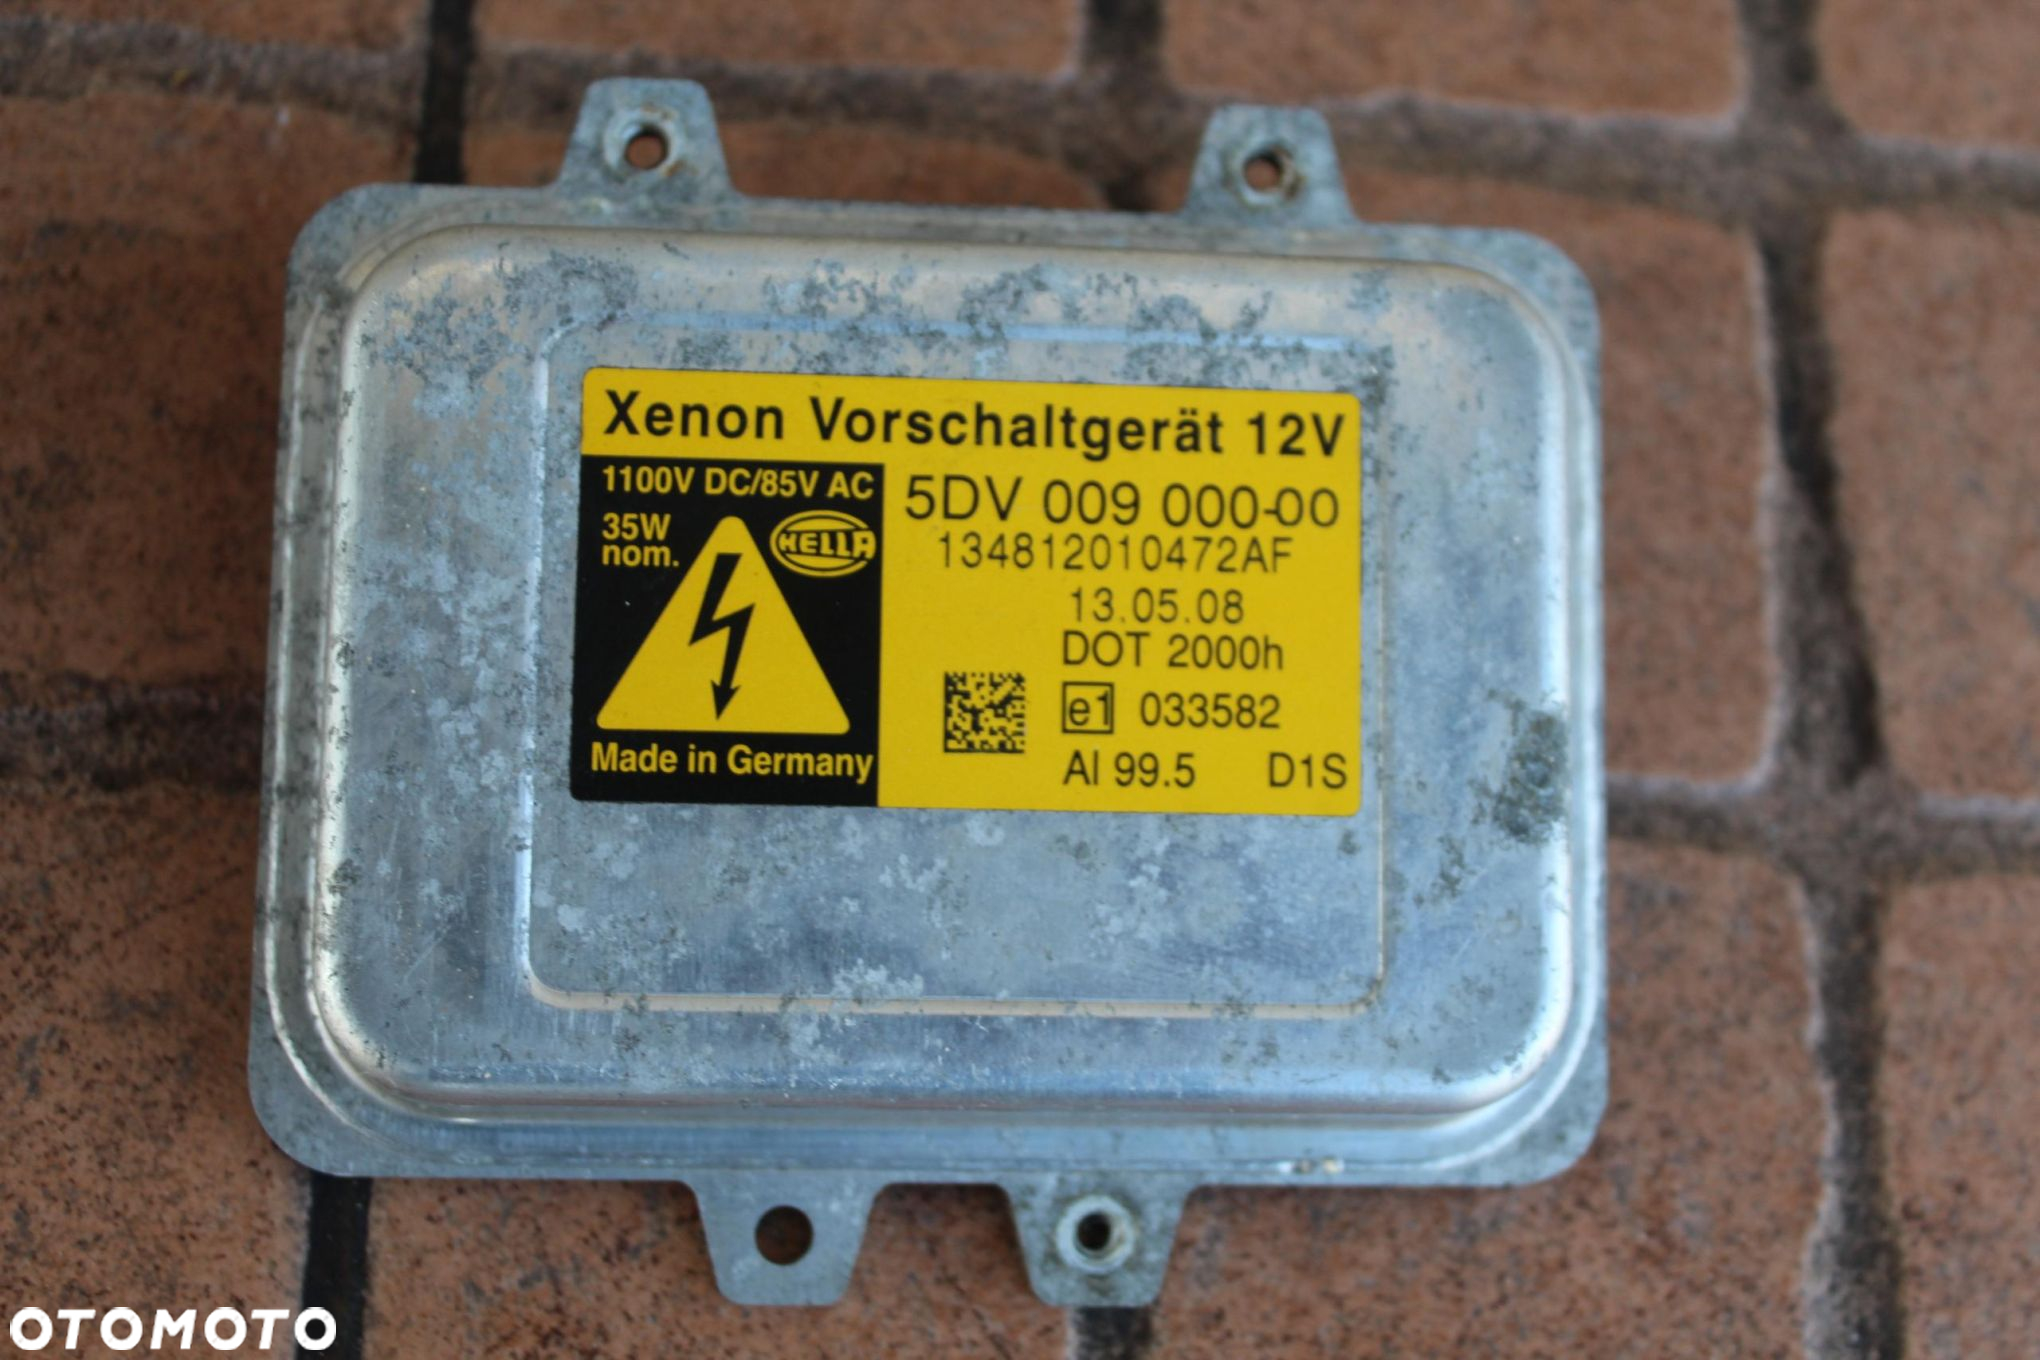 Xenon Vorschaltgerät 12V
1100V DC/85V AC
35W
nom.
HELLA
Made in Germany
5DV 009 000-00
134812010472AF
13.05.08
DOT 2000h
e1 033582
Al 99.5 D1S
OTOMOTO